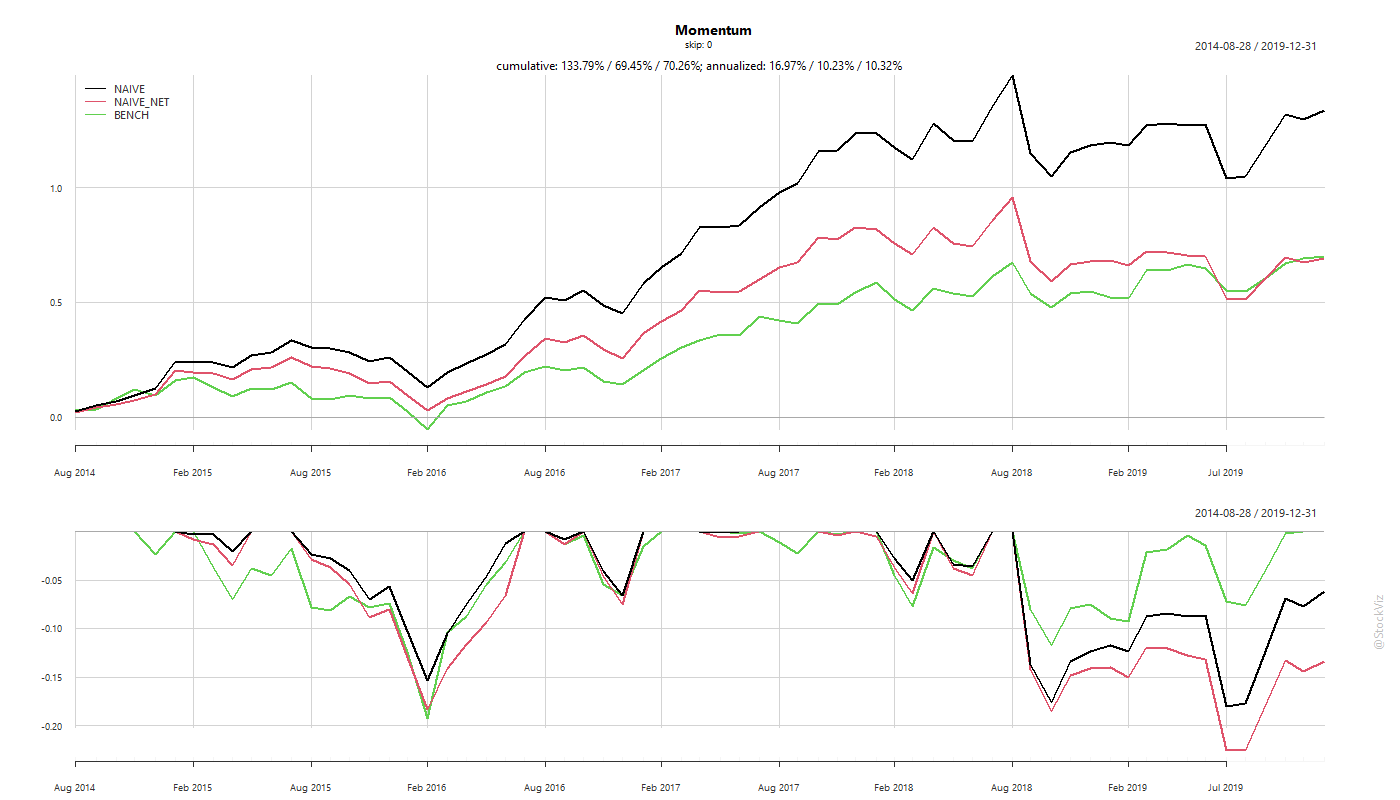 Momentum
skip: 0
2014-08-28 / 2019-12-31
cumulative: 133.79% / 69.45% / 70.26%; annualized: 16.97% / 10.23% / 10.32%
NAIVE
NAIVE_NET
BENCH
1.0
0.5
0.0
Aug 2014 Feb 2015 Aug 2015 Feb 2016 Aug 2016 Feb 2017 Aug 2017 Feb 2018 Aug 2018 Feb 2019 Jul 2019
2014-08-28 / 2019-12-31
-0.05
-0.10
-0.15
-0.20
Aug 2014 Feb 2015 Aug 2015 Feb 2016 Aug 2016 Feb 2017 Aug 2017 Feb 2018 Aug 2018 Feb 2019 Jul 2019
@StockViz